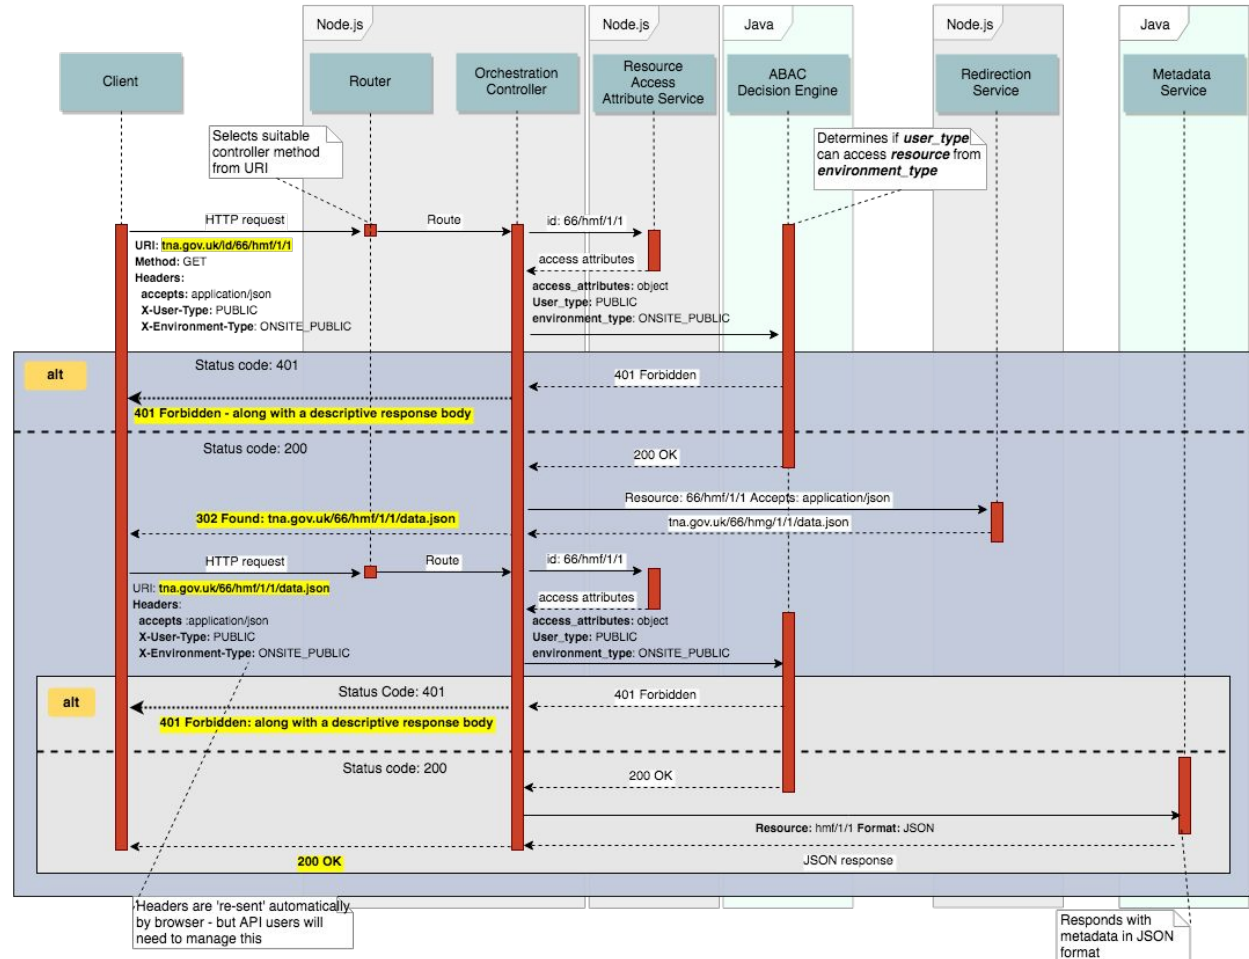 Node.js
Node.js
Java
Node.js
Java
Client
Router
Orchestration
Controller
Resource
Access
Attribute Service
ABAC
Decision Engine
Redirection
Service
Metadata
Service
Selects suitable
controller method
from URI
Determines if user_type
can access resource from
environment_type
HTTP request
Route
id: 66/hmf/1/1
URI: tna.gov.uk/id/66/hmf/1/1
Method: GET
Headers:
accepts: application/json
X-User-Type: PUBLIC
X-Environment-Type: ONSITE_PUBLIC
access attributes
access_attributes: object
User_type: PUBLIC
environment_type: ONSITE_PUBLIC
alt
Status code: 401
401 Forbidden
401 Forbidden - along with a descriptive response body
Status code: 200
200 OK
Resource: 66/hmf/1/1 Accepts: application/json
302 Found: tna.gov.uk/66/hmf/1/1/data.json
tna.gov.uk/66/hmg/1/1/data.json
HTTP request
Route
id: 66/hmf/1/1
URI: tna.gov.uk/66/hmf/1/1/data.json
Headers:
accepts :application/json
X-User-Type: PUBLIC
X-Environment-Type: ONSITE_PUBLIC
access attributes
access_attributes: object
User_type: PUBLIC
environment_type: ONSITE_PUBLIC
alt
Status Code: 401
401 Forbidden
401 Forbidden: along with a descriptive response body
Status code: 200
200 OK
Resource: hmf/1/1 Format: JSON
200 OK
JSON response
Headers are 're-sent' automatically
by browser - but API users will
need to manage this
Responds with
metadata in JSON
format